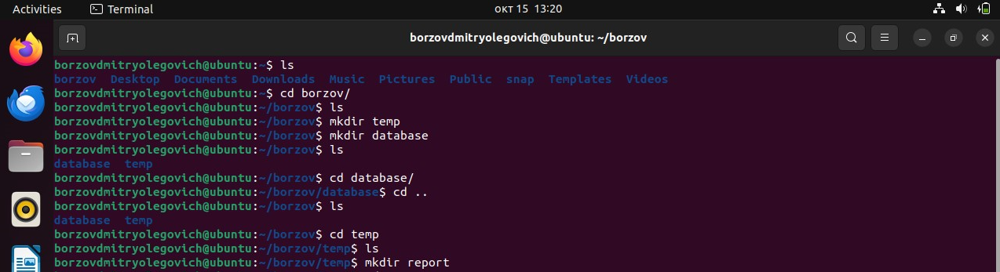 Activities Terminal окт 15 13:20
borzovdmitryolegovich@ubuntu: ~/borzov
borzovdmitryolegovich@ubuntu:~$ ls
borzov Desktop Documents Downloads Music Pictures Public snap Templates Videos
borzovdmitryolegovich@ubuntu:~$ cd borzov/
borzovdmitryolegovich@ubuntu:~/borzov$ ls
borzovdmitryolegovich@ubuntu:~/borzov$ mkdir temp
borzovdmitryolegovich@ubuntu:~/borzov$ mkdir database
borzovdmitryolegovich@ubuntu:~/borzov$ ls
database temp
borzovdmitryolegovich@ubuntu:~/borzov$ cd database/
borzovdmitryolegovich@ubuntu:~/borzov/database$ cd ..
borzovdmitryolegovich@ubuntu:~/borzov$ ls
database temp
borzovdmitryolegovich@ubuntu:~/borzov$ cd temp
borzovdmitryolegovich@ubuntu:~/borzov/temp$ ls
borzovdmitryolegovich@ubuntu:~/borzov/temp$ mkdir report